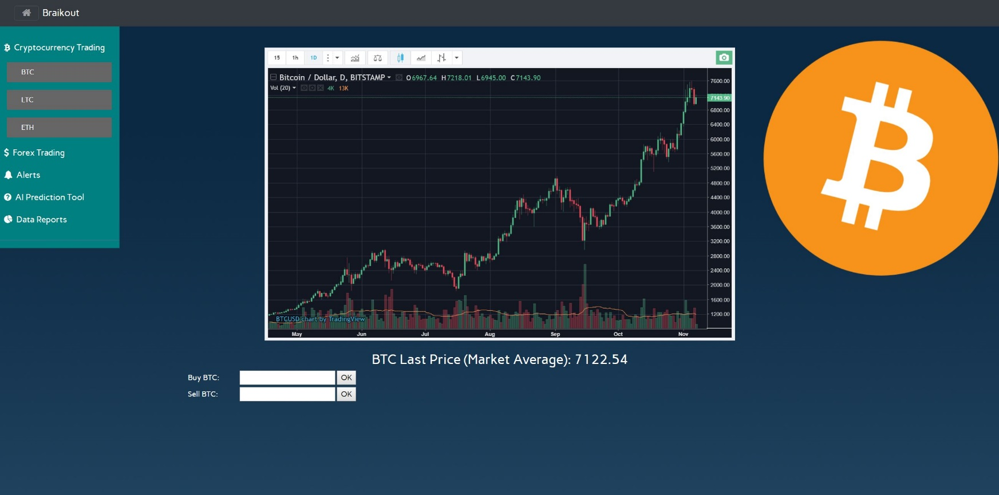 Braikout
Cryptocurrency Trading
BTC
LTC
ETH
Forex Trading
Alerts
AI Prediction Tool
Data Reports
15 1h 1D
Bitcoin / Dollar, D, BITSTAMP O6967.64 H7218.01 L6945.00 C7143.90
Vol (20) 4K 13K
7600.00
7143.90
6800.00
6400.00
6000.00
5600.00
5200.00
4800.00
4400.00
4000.00
3600.00
3200.00
2800.00
2400.00
2000.00
1600.00
1200.00
BTCUSD chart by TradingView
May Jun Jul Aug Sep Oct Nov
BTC Last Price (Market Average): 7122.54
Buy BTC: OK
Sell BTC: OK